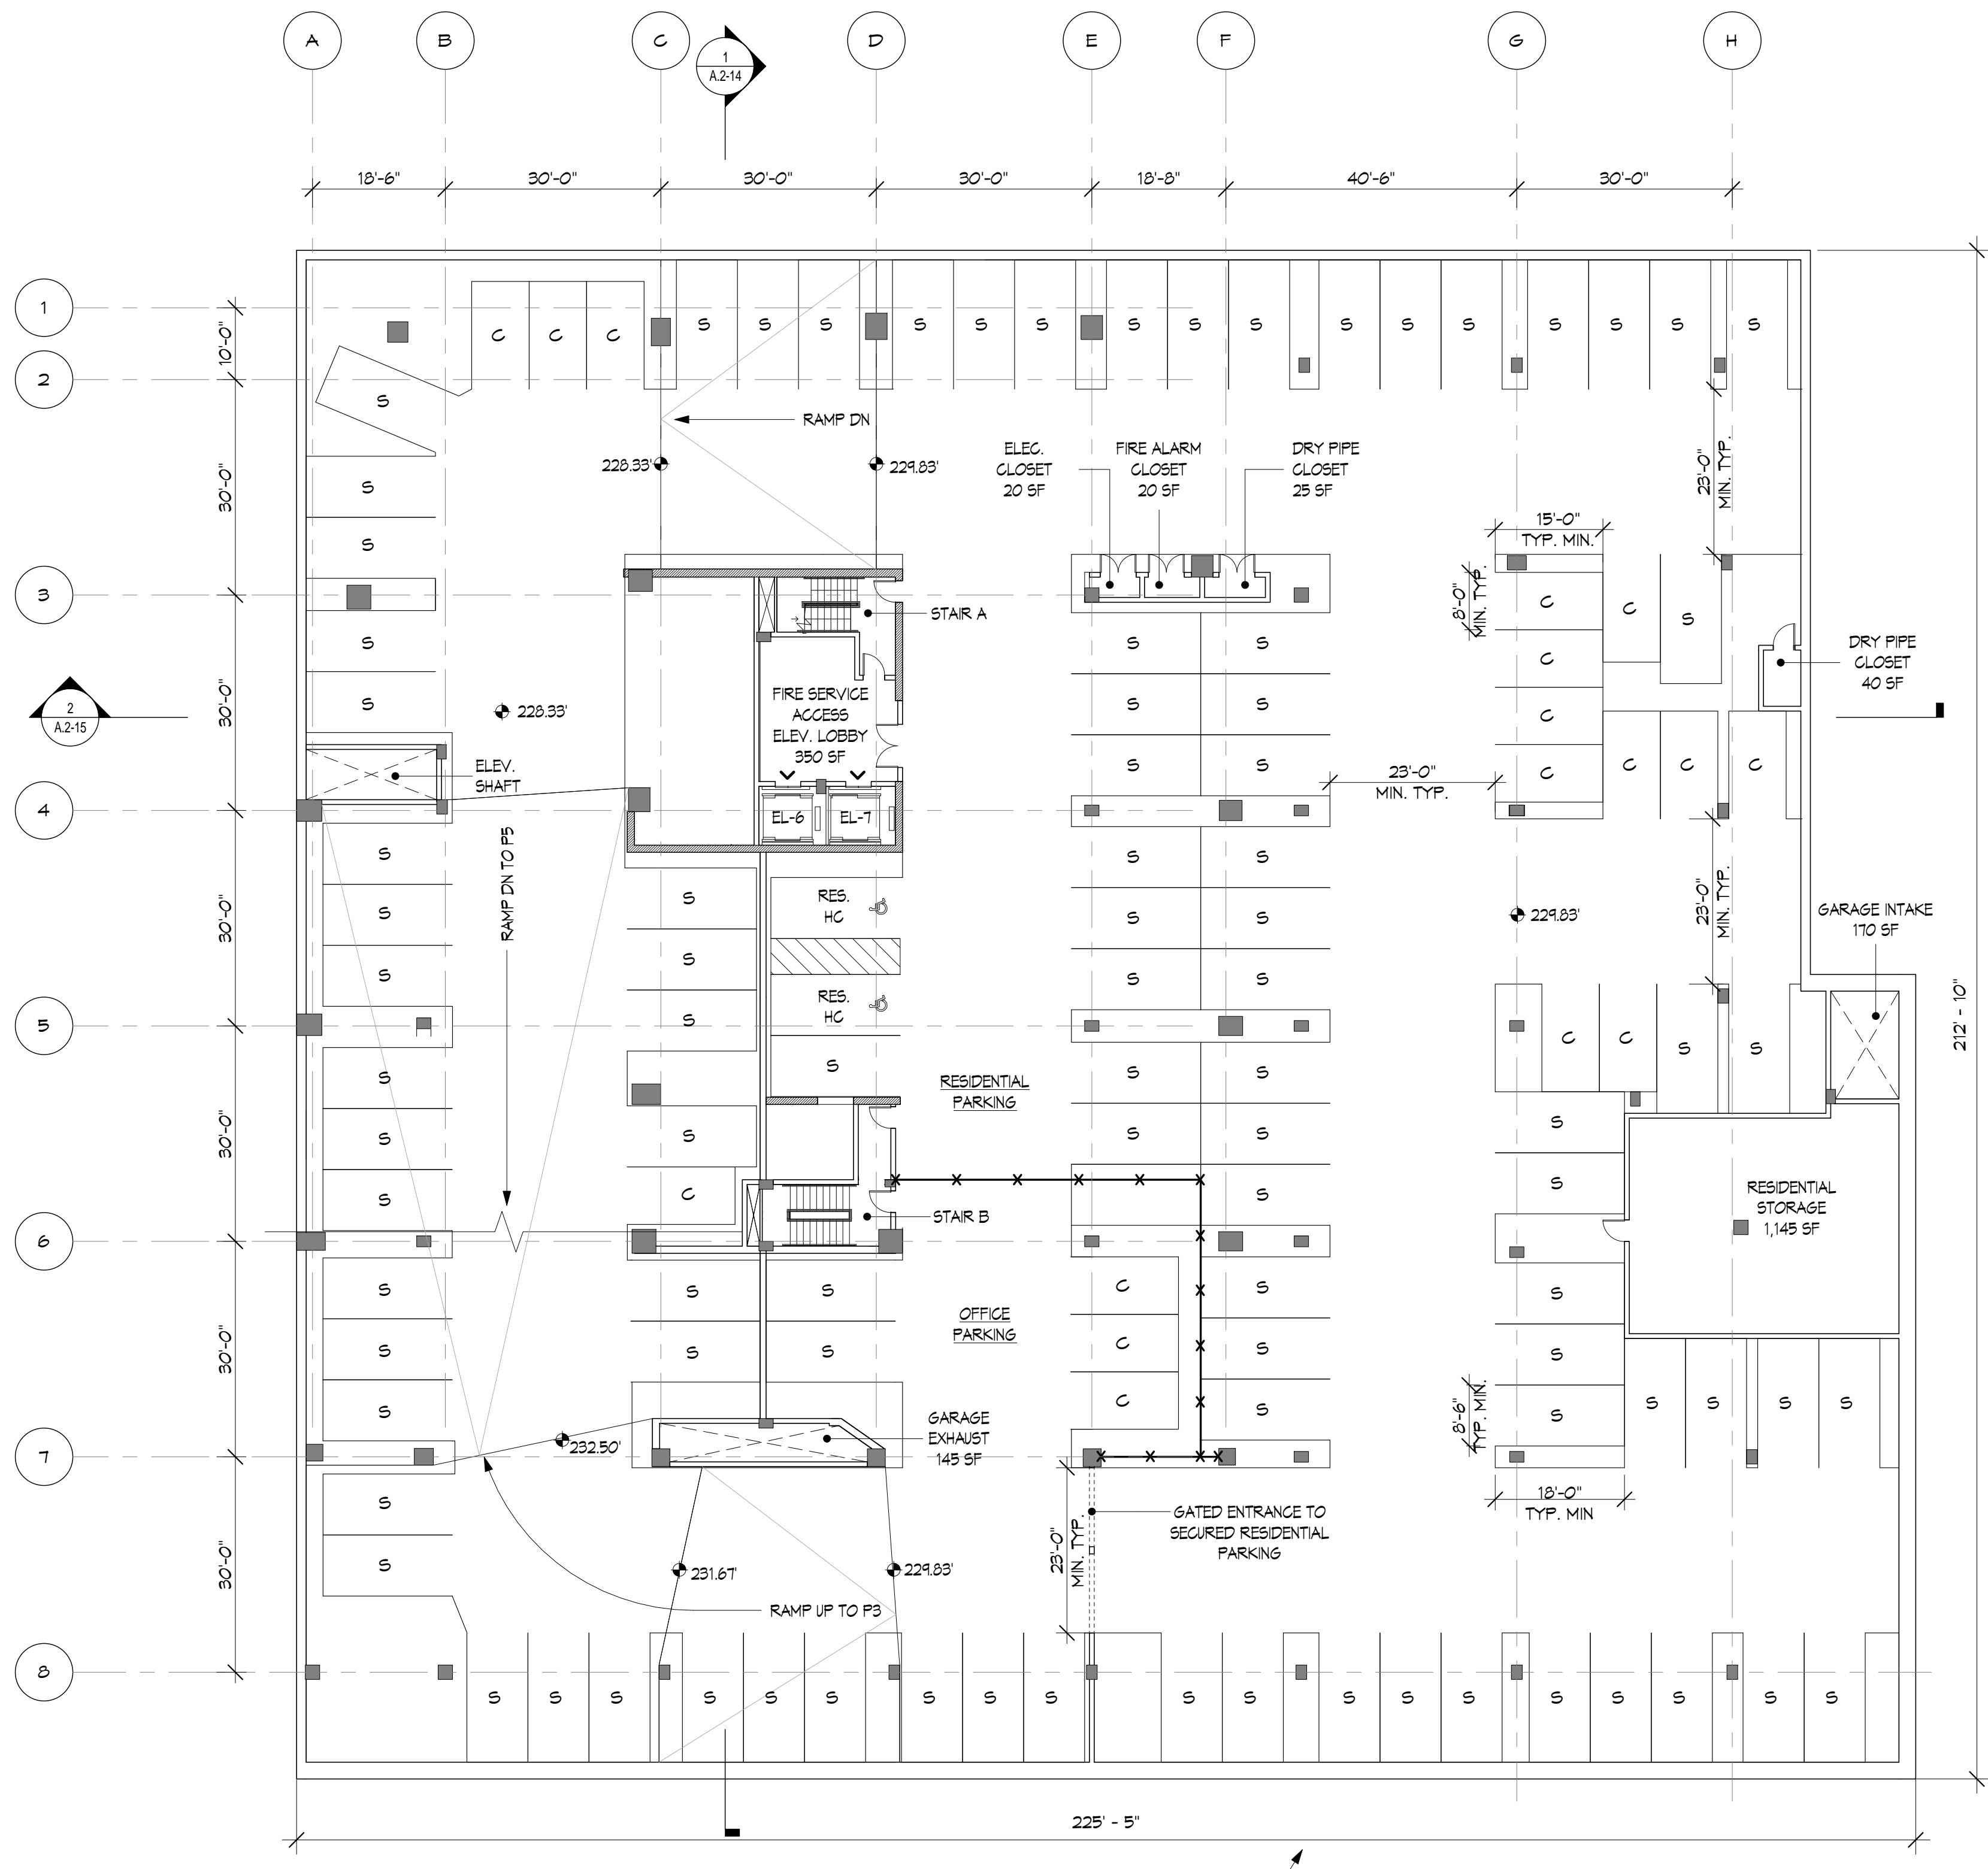 A B C D E F G H
1
A.2-14
18'-6" 30'-0" 30'-0" 30'-0" 18'-8" 40'-6" 30'-0"
1
10'-0"
C C C S S S S S S S S S S S S S S S S
2
S
RAMP DN
30'-0"
228.33'
229.83'
ELEC.
CLOSET
20 SF
FIRE ALARM
CLOSET
20 SF
DRY PIPE
CLOSET
25 SF
23'-0"
MIN. TYP.
S
S
15'-0"
TYP. MIN.
8'-0"
MIN. TYP.
3
STAIR A
C C S
S S S
C
DRY PIPE
CLOSET
40 SF
2
A.2-15
30'-0"
S
228.33'
FIRE SERVICE
ACCESS
ELEV. LOBBY
350 SF
S S
C
ELEV.
SHAFT
S S
23'-0"
MIN. TYP.
C C C C
4
EL-6 EL-7
RAMP DN TO P5
S S S
30'-0"
S
RES.
HC
S
S S
229.83'
23'-0"
MIN. TYP.
GARAGE INTAKE
170 SF
S
S
S S
RES.
HC
5
S
C C S S
212' - 10"
S
S
S S
RESIDENTIAL
PARKING
30'-0"
S
S
S S
S
S
C
S
S
RESIDENTIAL
STORAGE
1,145 SF
STAIR B
6
S S S
C S S
OFFICE
PARKING
30'-0"
S S S
C S S
S
C S S
S S S S
8'-6"
TYP. MIN.
GARAGE
EXHAUST
145 SF
232.50'
7
18'-0"
TYP. MIN
S
S
GATED ENTRANCE TO
SECURED RESIDENTIAL
PARKING
23'-0"
MIN. TYP.
30'-0"
231.67'
229.83'
RAMP UP TO P3
8
S S S S S S S S S S S S S S S S S S S
225' - 5"